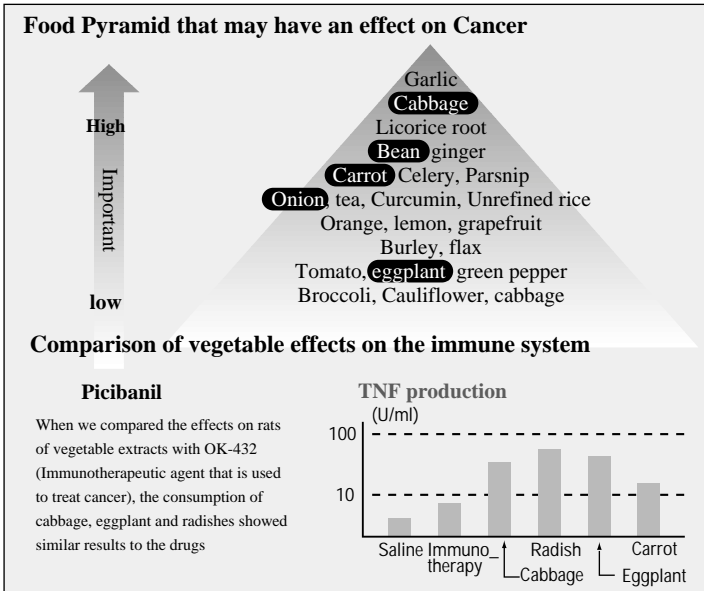 Food Pyramid that may have an effect on Cancer
High
Important
low
Garlic
Cabbage
Licorice root
Bean ginger
Carrot Celery, Parsnip
Onion, tea, Curcumin, Unrefined rice
Orange, lemon, grapefruit
Burley, flax
Tomato, eggplant green pepper
Broccoli, Cauliflower, cabbage
Comparison of vegetable effects on the immune system
Picibanil
When we compared the effects on rats
of vegetable extracts with OK-432
(Immunotherapeutic agent that is used
to treat cancer), the consumption of
cabbage, eggplant and radishes showed
similar results to the drugs
TNF production
(U/ml)
100
10
Saline Immuno_ Radish Carrot
therapy Cabbage Eggplant